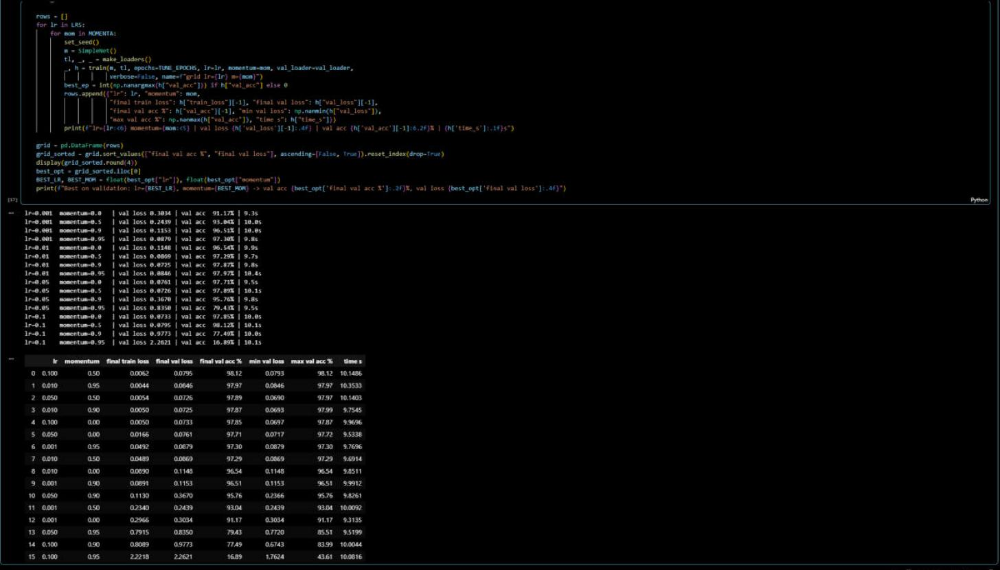 rows = []
for lr in LRS:
for mom in MOMENTA:
set_seed()
m = SimpleNet()
tl, _, _ = make_loaders()
_, h = train(m, tl, epochs=TUNE_EPOCHS, lr=lr, momentum=mom, val_loader=val_loader,
verbose=False, name=f"grid lr={lr} m={mom}")
best_ep = int(np.nanargmax(h["val_acc"])) if h["val_acc"] else 0
rows.append({"lr": lr, "momentum": mom,
"final train loss": h["train_loss"][-1], "final val loss": h["val_loss"][-1],
"final val acc %": h["val_acc"][-1], "min val loss": np.nanmin(h["val_loss"]),
"max val acc %": np.nanmax(h["val_acc"]), "time s": h["time_s"]})
print(f"lr={lr:<6} momentum={mom:<5} | val loss {h['val_loss'][-1]:.4f} | val acc {h['val_acc'][-1]:6.2f}% | {h['time_s']:.1f}s")
grid = pd.DataFrame(rows)
grid_sorted = grid.sort_values(["final val acc %", "final val loss"], ascending=[False, True]).reset_index(drop=True)
display(grid_sorted.round(4))
best_opt = grid_sorted.iloc[0]
BEST_LR, BEST_MOM = float(best_opt["lr"]), float(best_opt["momentum"])
print(f"Best on validation: lr={BEST_LR}, momentum={BEST_MOM} -> val acc {best_opt['final val acc %']:.2f}%, val loss {best_opt['final val loss']:.4f}")
[17] Python
... lr=0.001 momentum=0.0 | val loss 0.3034 | val acc 91.17% | 9.3s
lr=0.001 momentum=0.5 | val loss 0.2439 | val acc 93.04% | 10.0s
lr=0.001 momentum=0.9 | val loss 0.1153 | val acc 96.51% | 10.0s
lr=0.001 momentum=0.95 | val loss 0.0879 | val acc 97.30% | 9.8s
lr=0.01 momentum=0.0 | val loss 0.1148 | val acc 96.54% | 9.9s
lr=0.01 momentum=0.5 | val loss 0.0869 | val acc 97.29% | 9.7s
lr=0.01 momentum=0.9 | val loss 0.0725 | val acc 97.87% | 9.8s
lr=0.01 momentum=0.95 | val loss 0.0846 | val acc 97.97% | 10.4s
lr=0.05 momentum=0.0 | val loss 0.0761 | val acc 97.71% | 9.5s
lr=0.05 momentum=0.5 | val loss 0.0726 | val acc 97.89% | 10.1s
lr=0.05 momentum=0.9 | val loss 0.3670 | val acc 95.76% | 9.8s
lr=0.05 momentum=0.95 | val loss 0.8350 | val acc 79.43% | 9.5s
lr=0.1 momentum=0.0 | val loss 0.0733 | val acc 97.85% | 10.0s
lr=0.1 momentum=0.5 | val loss 0.0795 | val acc 98.12% | 10.1s
lr=0.1 momentum=0.9 | val loss 0.9773 | val acc 77.49% | 10.0s
lr=0.1 momentum=0.95 | val loss 2.2621 | val acc 16.89% | 10.1s
...
lr momentum final train loss final val loss final val acc % min val loss max val acc % time s
0 0.100 0.50 0.0062 0.0795 98.12 0.0793 98.12 10.1486
1 0.010 0.95 0.0044 0.0846 97.97 0.0846 97.97 10.3533
2 0.050 0.50 0.0054 0.0726 97.89 0.0690 97.97 10.1403
3 0.010 0.90 0.0050 0.0725 97.87 0.0693 97.99 9.7545
4 0.100 0.00 0.0050 0.0733 97.85 0.0697 97.87 9.9696
5 0.050 0.00 0.0166 0.0761 97.71 0.0717 97.72 9.5338
6 0.001 0.95 0.0492 0.0879 97.30 0.0879 97.30 9.7696
7 0.010 0.50 0.0489 0.0869 97.29 0.0869 97.29 9.6914
8 0.010 0.00 0.0890 0.1148 96.54 0.1148 96.54 9.8511
9 0.001 0.90 0.0891 0.1153 96.51 0.1153 96.51 9.9912
10 0.050 0.90 0.1130 0.3670 95.76 0.2366 95.76 9.8261
11 0.001 0.50 0.2340 0.2439 93.04 0.2439 93.04 10.0092
12 0.001 0.00 0.2966 0.3034 91.17 0.3034 91.17 9.3135
13 0.050 0.95 0.7915 0.8350 79.43 0.7720 85.51 9.5199
14 0.100 0.90 0.8089 0.9773 77.49 0.6743 83.99 10.0044
15 0.100 0.95 2.2218 2.2621 16.89 1.7624 43.61 10.0816